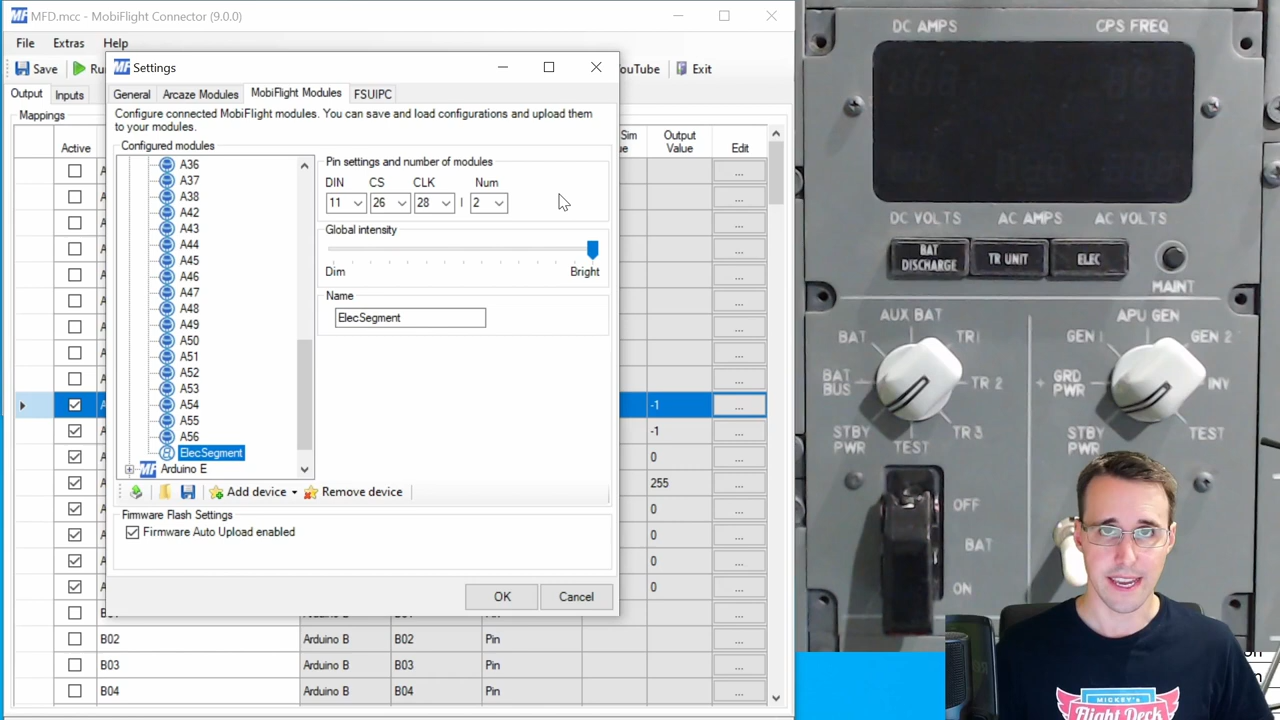 MFD.mcc - MobiFlight Connector (9.0.0)
File Extras Help
Save Ru
YouTube Exit
Output Inputs
Mappings
Active
Sim
Output Value
Edit
Settings
General Arcaze Modules MobiFlight Modules FSUIPC
Configure connected MobiFlight modules. You can save and load configurations and upload them
to your modules.
Configured modules
A36
A37
A38
A42
A43
A44
A45
A46
A47
A48
A49
A50
A51
A52
A53
A54
A55
A56
ElecSegment
Arduino E
Pin settings and number of modules
DIN CS CLK Num
11 26 28 | 2
Global intensity
Dim Bright
Name
ElecSegment
Add device Remove device
Firmware Flash Settings
Firmware Auto Upload enabled
OK Cancel
...
...
...
...
...
...
...
...
...
-1 ...
-1 ...
0 ...
255 ...
0 ...
0 ...
0 ...
0 ...
...
B02 Arduino B B02 Pin ...
B03 Arduino B B03 Pin ...
B04 Arduino B B04 Pin ...
DC AMPS CPS FREQ
DC VOLTS AC AMPS AC VOLTS
BAT
DISCHARGE
TR UNIT
ELEC
MAINT
AUX BAT
BAT TR1
BAT
BUS
TR 2
STBY
PWR
TEST
TR 3
APU GEN
GEN 1 GEN 2
GRD
PWR
INV
STBY
PWR
TEST
OFF
BAT
ON
MICKEY'S
Flight Deck